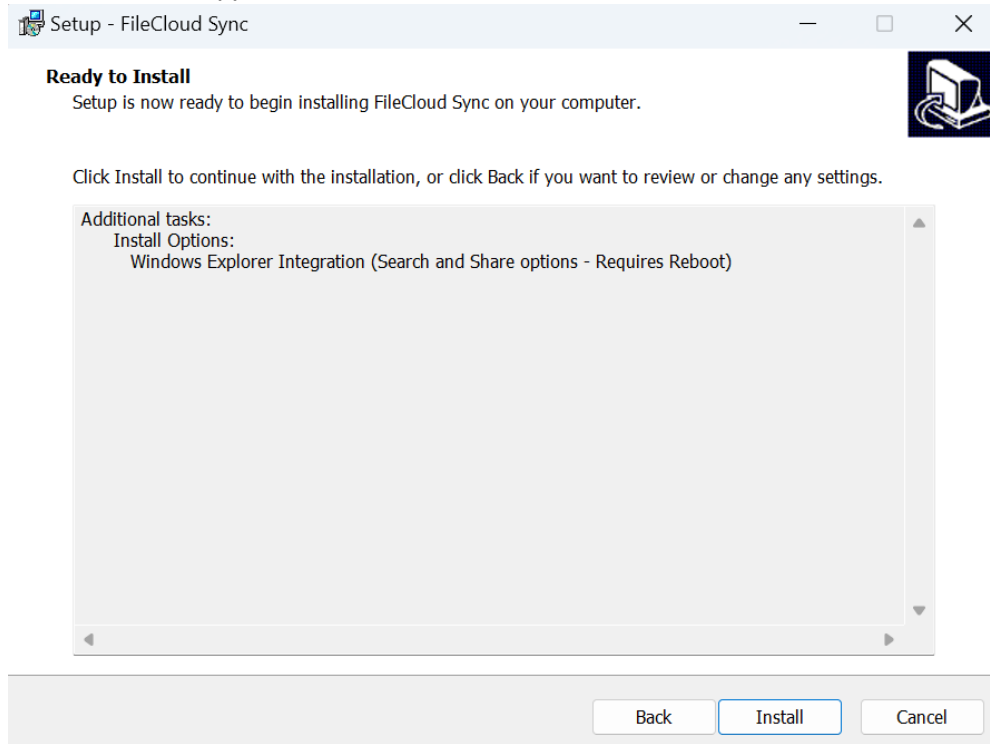 Setup - FileCloud Sync
Ready to Install
Setup is now ready to begin installing FileCloud Sync on your computer.
Click Install to continue with the installation, or click Back if you want to review or change any settings.
Additional tasks:
Install Options:
Windows Explorer Integration (Search and Share options - Requires Reboot)
Back Install Cancel